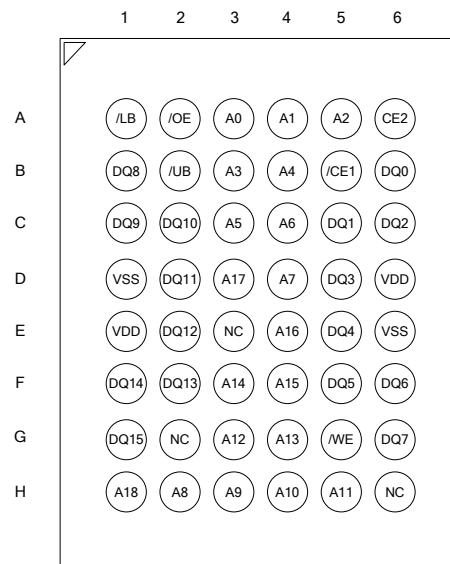 1 2 3 4 5 6
A /LB /OE A0 A1 A2 CE2
B DQ8 /UB A3 A4 /CE1 DQ0
C DQ9 DQ10 A5 A6 DQ1 DQ2
D VSS DQ11 A17 A7 DQ3 VDD
E VDD DQ12 NC A16 DQ4 VSS
F DQ14 DQ13 A14 A15 DQ5 DQ6
G DQ15 NC A12 A13 /WE DQ7
H A18 A8 A9 A10 A11 NC